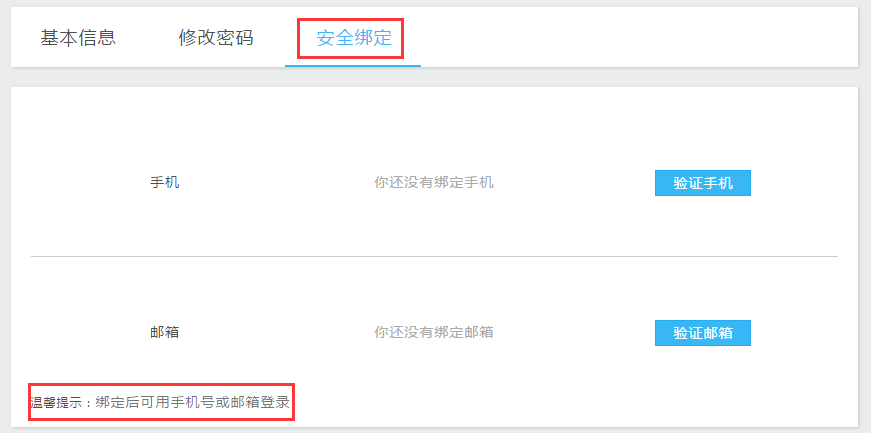 基本信息 修改密码 安全绑定
手机 你还没有绑定手机 验证手机
邮箱 你还没有绑定邮箱 验证邮箱
温馨提示：绑定后可用手机号或邮箱登录